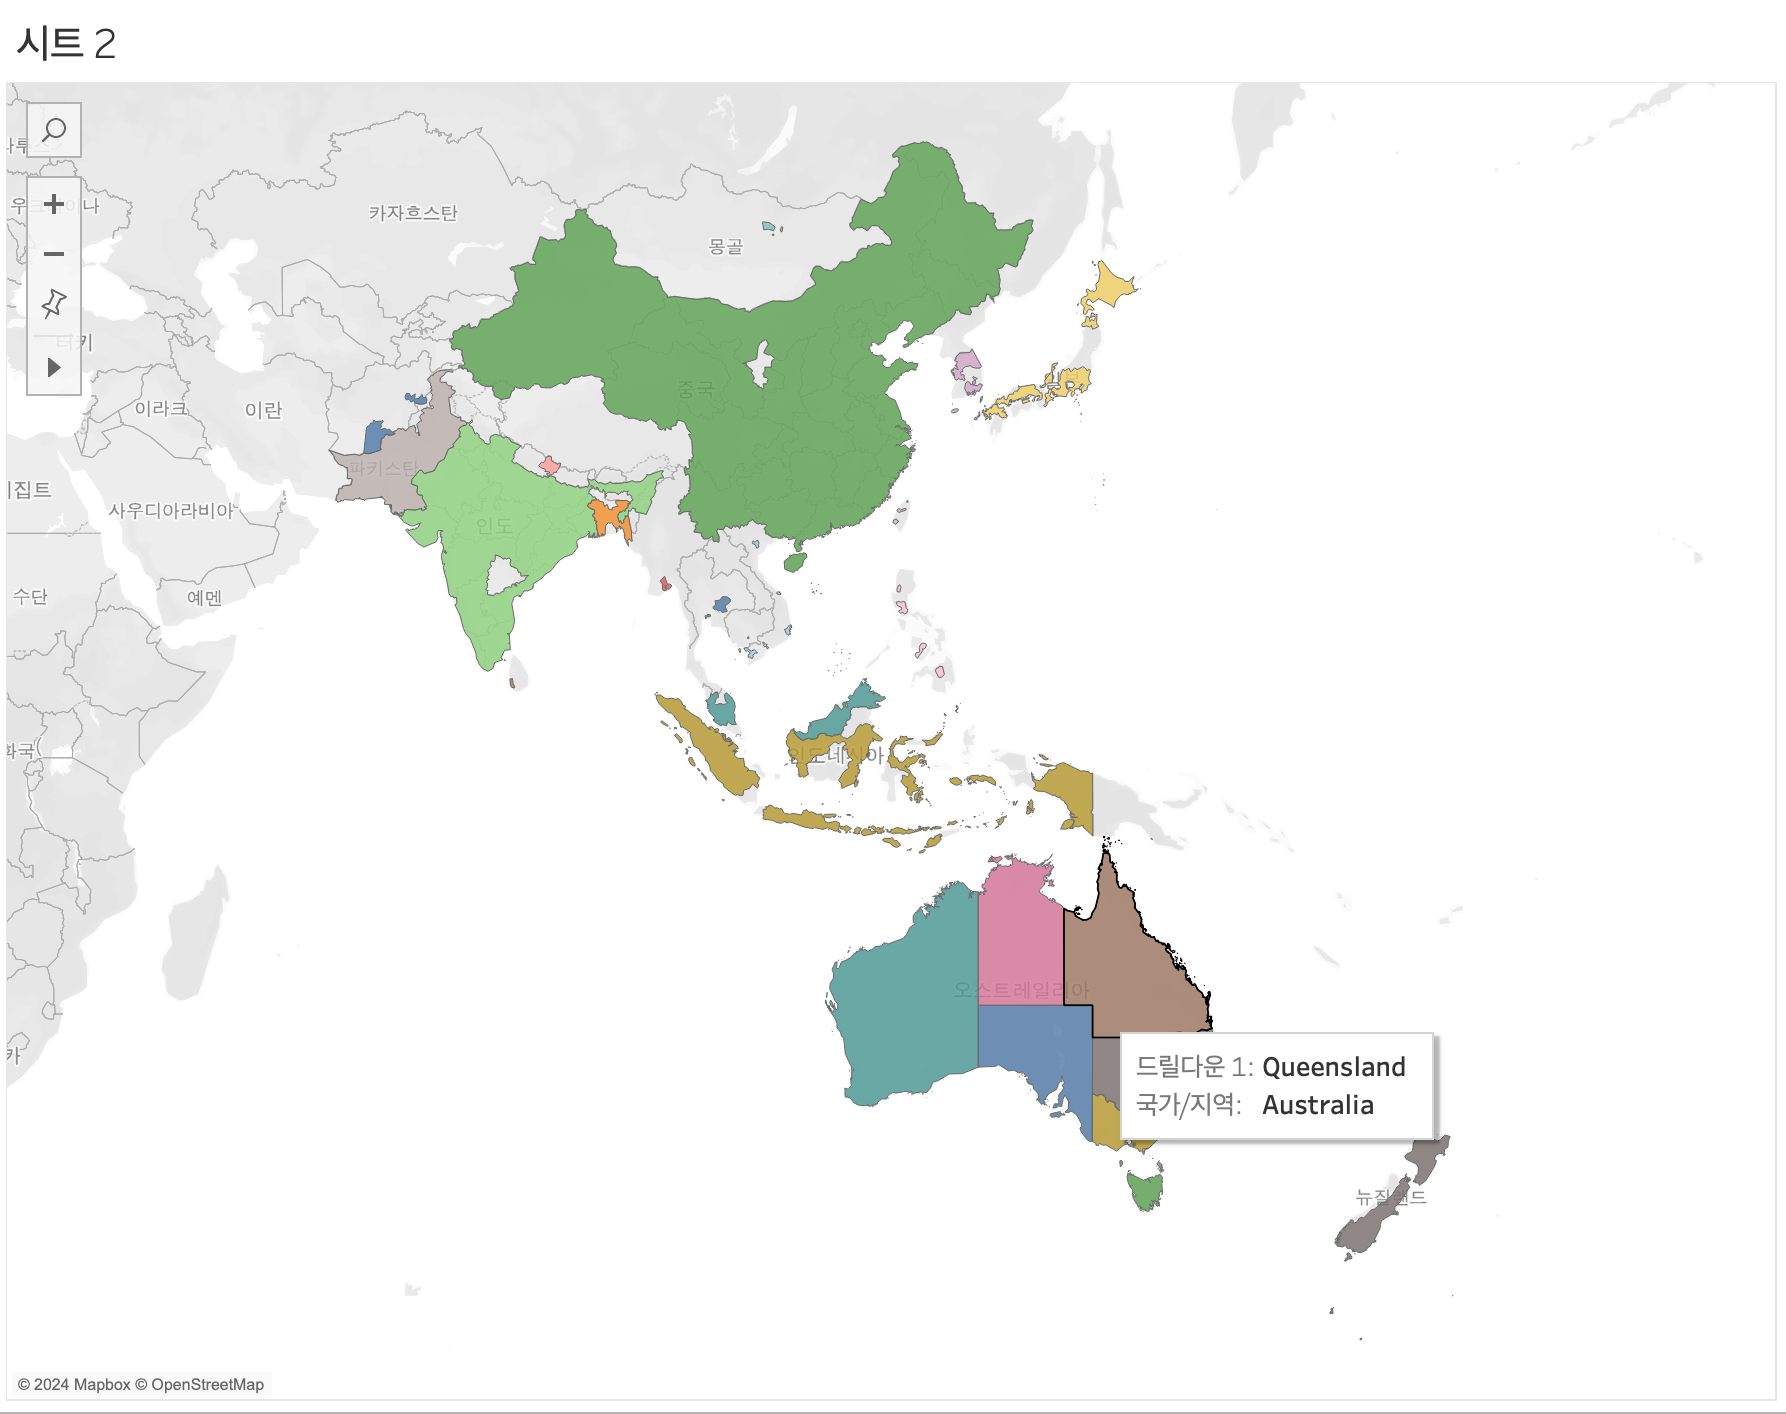 시트 2
카자흐스탄
몽골
터키
중국
이라크
이란
파키스탄
사우디아라비아
인도
수단
예멘
인도네시아
오스트레일리아
드릴다운 1: Queensland
국가/지역: Australia
뉴질랜드
© 2024 Mapbox © OpenStreetMap